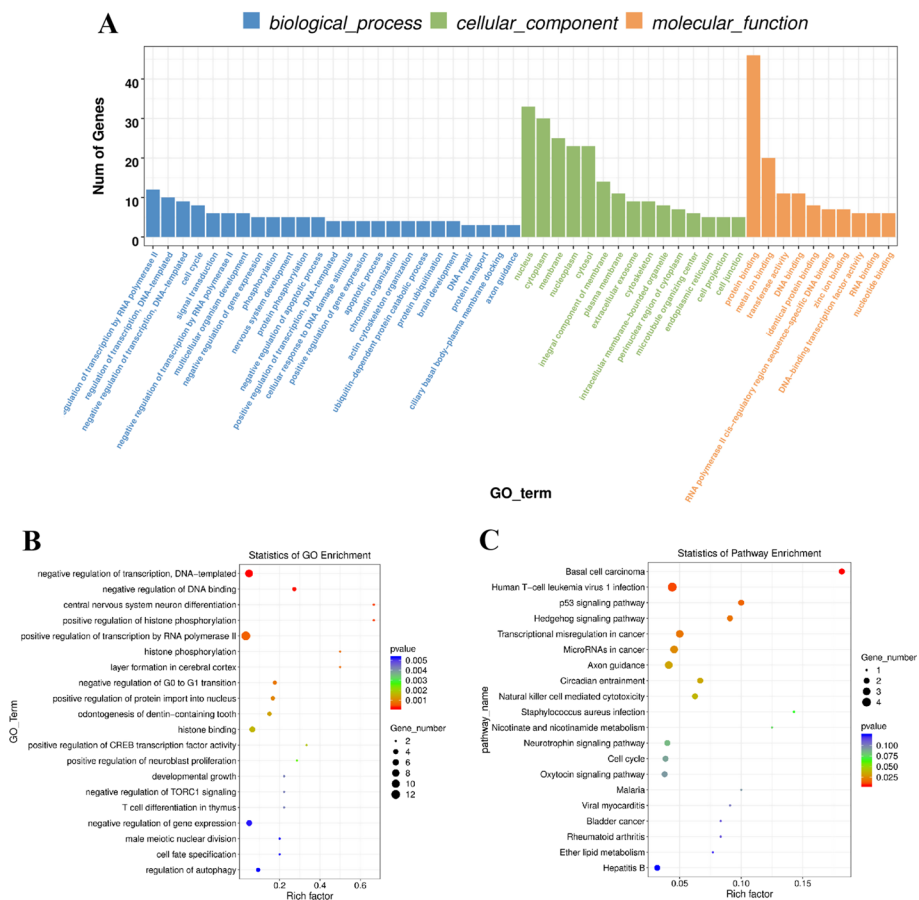 A
biological_process cellular_component molecular_function
Num of Genes
40
30
20
10
0
gulation of transcription by RNA polymerase II
regulation of transcription, DNA-templated
negative regulation of transcription, DNA-templated
cell cycle
signal transduction
negative regulation of transcription by RNA polymerase II
multicellular organism development
negative regulation of gene expression
phosphorylation
nervous system development
protein phosphorylation
negative regulation of apoptotic process
positive regulation of transcription, DNA-templated
cellular response to DNA damage stimulus
positive regulation of gene expression
apoptotic process
chromatin organization
actin cytoskeleton organization
ubiquitin-dependent protein catabolic process
protein ubiquitination
brain development
DNA repair
protein transport
ciliary basal body-plasma membrane docking
axon guidance
nucleus
cytoplasm
membrane
nucleoplasm
cytosol
integral component of membrane
plasma membrane
extracellular exosome
cytoskeleton
intracellular membrane-bounded organelle
perinuclear region of cytoplasm
microtubule organizing center
endoplasmic reticulum
cell projection
cell junction
protein binding
metal ion binding
transferase activity
DNA binding
identical protein binding
RNA polymerase II cis-regulatory region sequence-specific DNA binding
zinc ion binding
DNA-binding transcription factor activity
RNA binding
nucleotide binding
GO_term
B
Statistics of GO Enrichment
GO_Term
negative regulation of transcription, DNA-templated
negative regulation of DNA binding
central nervous system neuron differentiation
positive regulation of histone phosphorylation
positive regulation of transcription by RNA polymerase II
histone phosphorylation
layer formation in cerebral cortex
negative regulation of G0 to G1 transition
positive regulation of protein import into nucleus
odontogenesis of dentin-containing tooth
histone binding
positive regulation of CREB transcription factor activity
positive regulation of neuroblast proliferation
developmental growth
negative regulation of TORC1 signaling
T cell differentiation in thymus
negative regulation of gene expression
male meiotic nuclear division
cell fate specification
regulation of autophagy
0.2 0.4 0.6
Rich factor
pvalue
0.005
0.004
0.003
0.002
0.001
Gene_number
2
4
6
8
10
12
C
Statistics of Pathway Enrichment
pathway_name
Basal cell carcinoma
Human T-cell leukemia virus 1 infection
p53 signaling pathway
Hedgehog signaling pathway
Transcriptional misregulation in cancer
MicroRNAs in cancer
Axon guidance
Circadian entrainment
Natural killer cell mediated cytotoxicity
Staphylococcus aureus infection
Nicotinate and nicotinamide metabolism
Neurotrophin signaling pathway
Cell cycle
Oxytocin signaling pathway
Malaria
Viral myocarditis
Bladder cancer
Rheumatoid arthritis
Ether lipid metabolism
Hepatitis B
0.05 0.10 0.15
Rich factor
Gene_number
1
2
3
4
pvalue
0.100
0.075
0.050
0.025